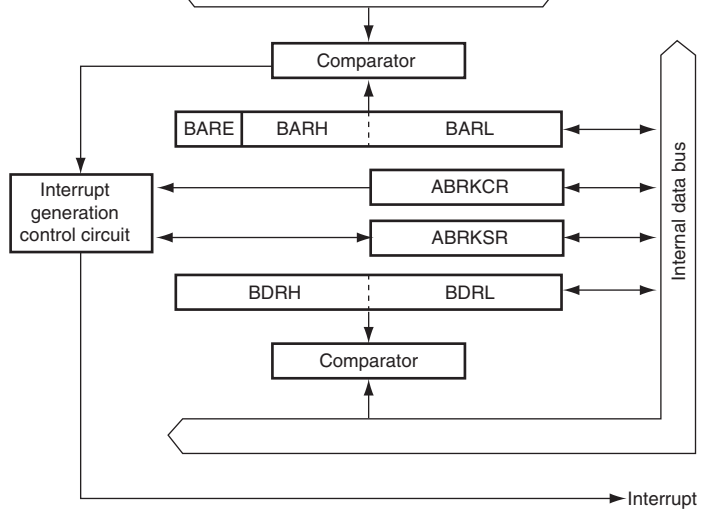 Comparator
BARE BARH BARL
Internal data bus
Interrupt
generation
control circuit
ABRKCR
ABRKSR
BDRH BDRL
Comparator
Interrupt